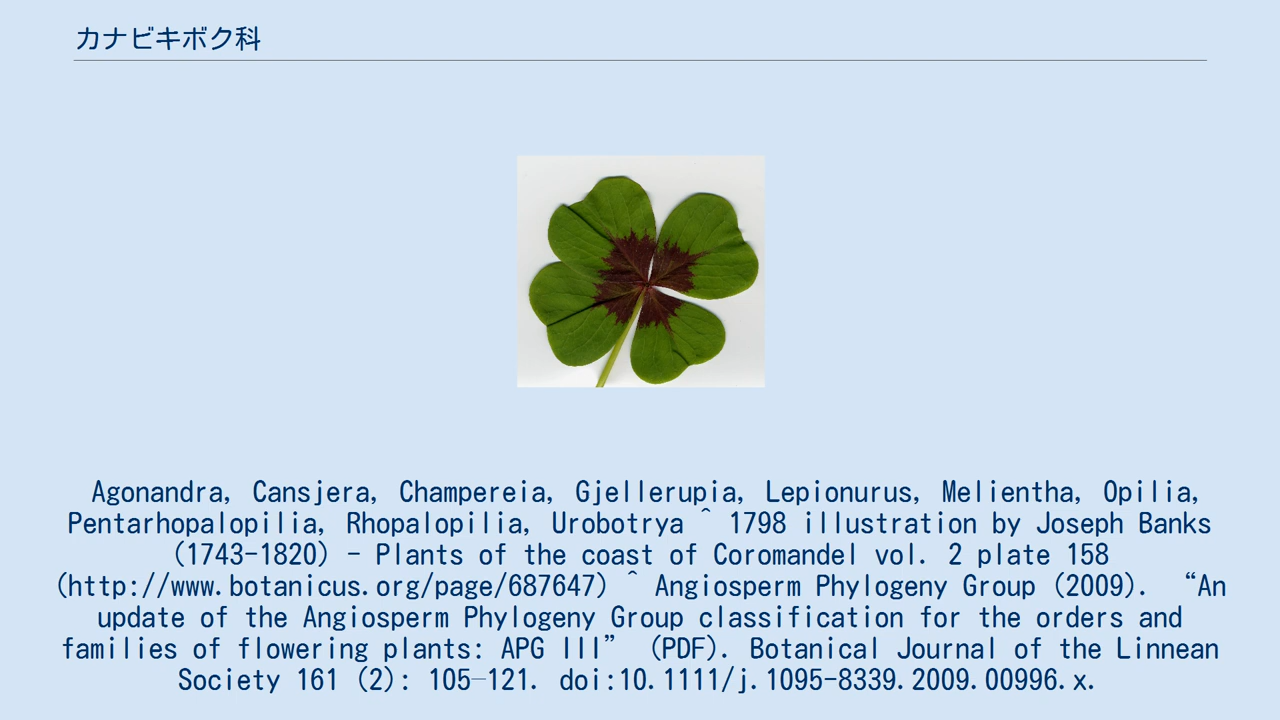 カナビキボク科
Agonandra, Cansjera, Champereia, Gjellerupia, Lepionurus, Melientha, Opilia,
Pentarhopalopilia, Rhopalopilia, Urobotrya ^ 1798 illustration by Joseph Banks
(1743-1820) - Plants of the coast of Coromandel vol. 2 plate 158
(http://www.botanicus.org/page/687647) ^ Angiosperm Phylogeny Group (2009). “An
update of the Angiosperm Phylogeny Group classification for the orders and
families of flowering plants: APG III” (PDF). Botanical Journal of the Linnean
Society 161 (2): 105–121. doi:10.1111/j.1095-8339.2009.00996.x.